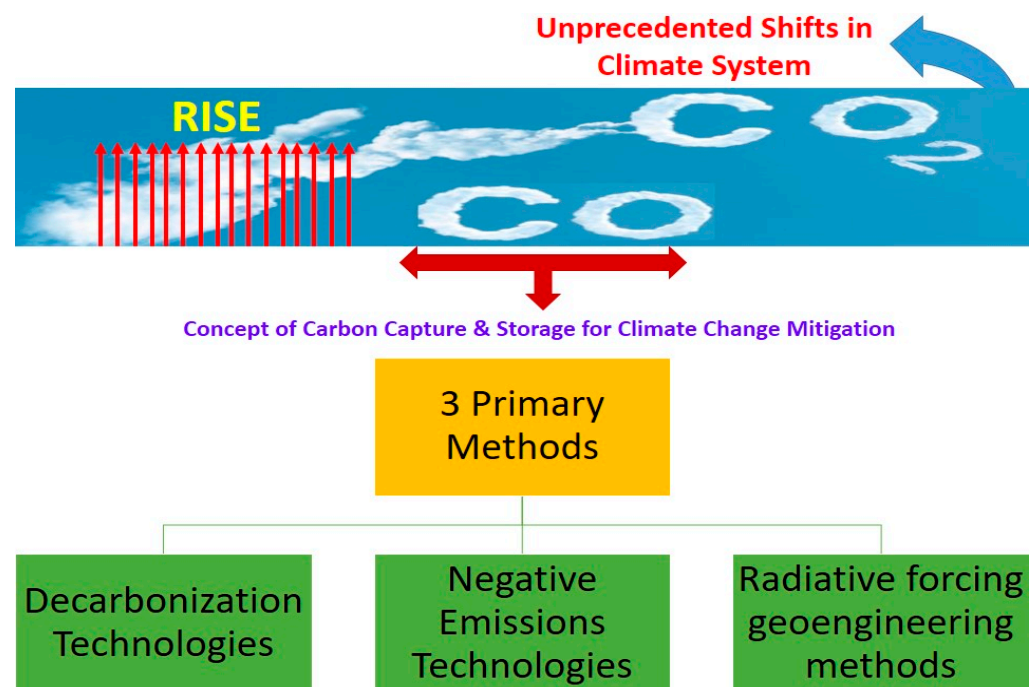 Unprecedented Shifts in
Climate System
RISE
CO2
CO
Concept of Carbon Capture & Storage for Climate Change Mitigation
3 Primary
Methods
Decarbonization
Technologies
Negative
Emissions
Technologies
Radiative forcing
geoengineering
methods